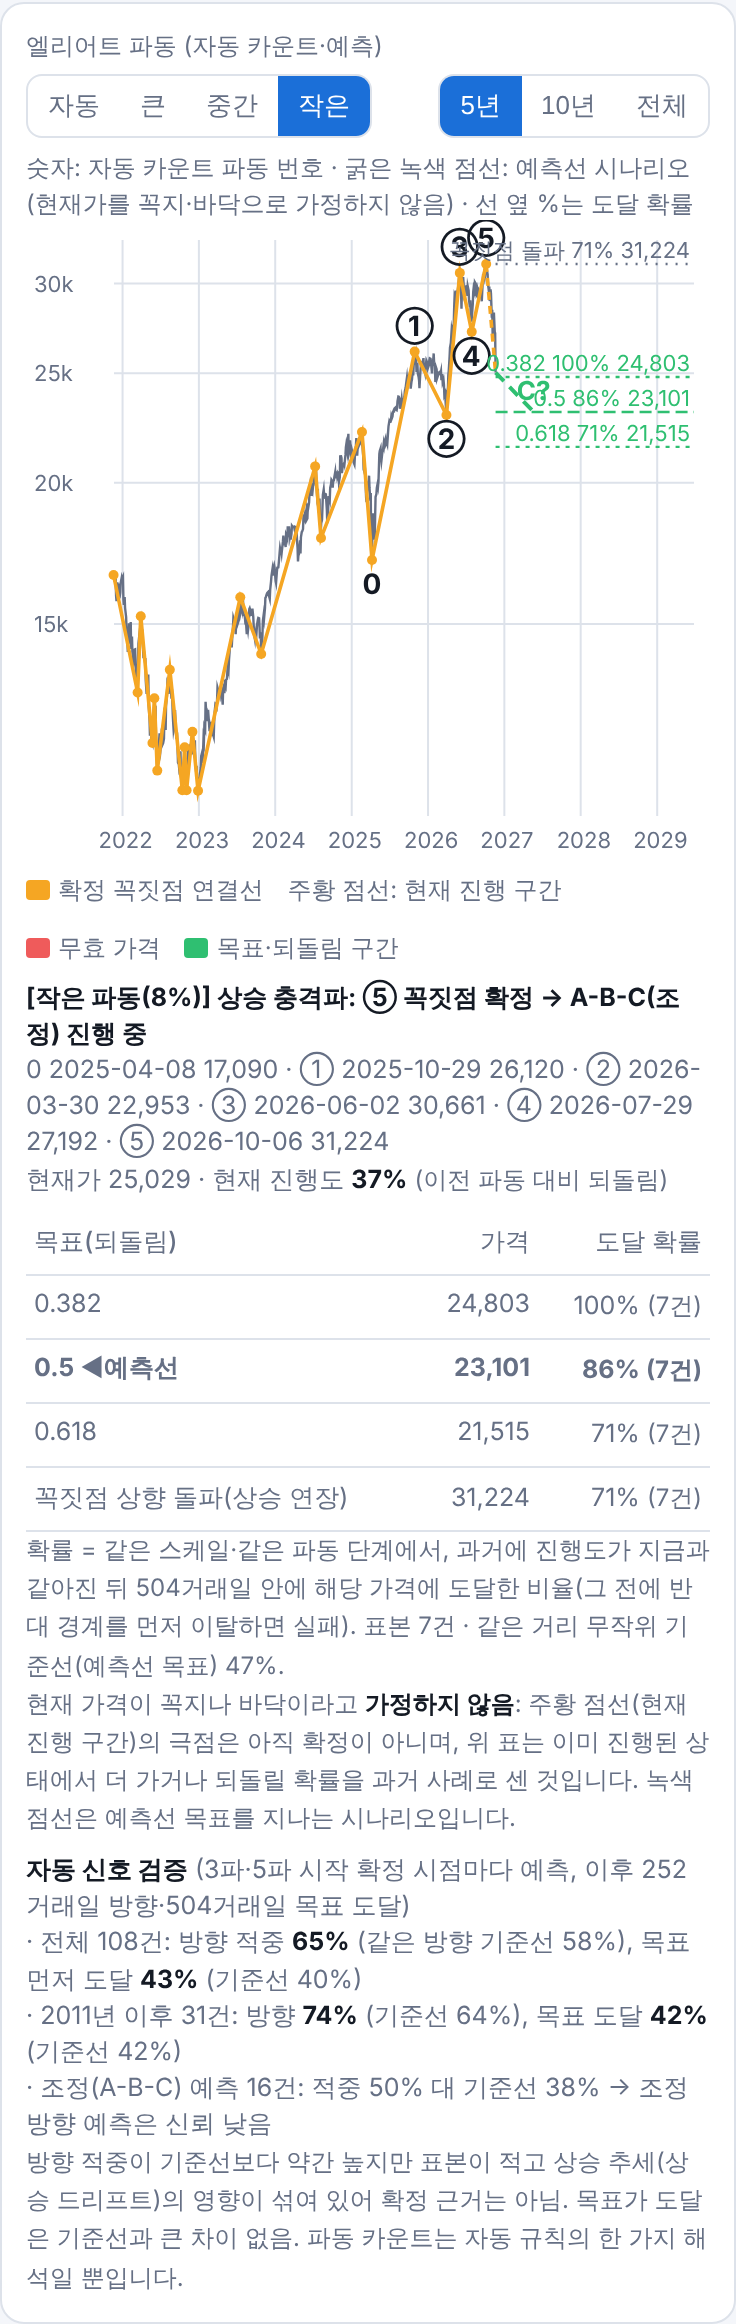 엘리어트 파동 (자동 카운트·예측)
자동 큰 중간 작은 5년 10년 전체
숫자: 자동 카운트 파동 번호 · 굵은 녹색 점선: 예측선 시나리오
(현재가를 꼭지·바닥으로 가정하지 않음) · 선 옆 %는 도달 확률
③ ⑤
꼭짓점 돌파 71% 31,224
30k
①
④
0.382 100% 24,803
25k
C?
0.5 86% 23,101
②
0.618 71% 21,515
20k
0
15k
2022 2023 2024 2025 2026 2027 2028 2029
확정 꼭짓점 연결선 주황 점선: 현재 진행 구간
무효 가격 목표·되돌림 구간
[작은 파동(8%)] 상승 충격파: ⑤ 꼭짓점 확정 → A-B-C(조
정) 진행 중
0 2025-04-08 17,090 · ① 2025-10-29 26,120 · ② 2026-
03-30 22,953 · ③ 2026-06-02 30,661 · ④ 2026-07-29
27,192 · ⑤ 2026-10-06 31,224
현재가 25,029 · 현재 진행도 37% (이전 파동 대비 되돌림)
목표(되돌림) 가격 도달 확률
0.382 24,803 100% (7건)
0.5 ◀예측선 23,101 86% (7건)
0.618 21,515 71% (7건)
꼭짓점 상향 돌파(상승 연장) 31,224 71% (7건)
확률 = 같은 스케일·같은 파동 단계에서, 과거에 진행도가 지금과
같아진 뒤 504거래일 안에 해당 가격에 도달한 비율(그 전에 반
대 경계를 먼저 이탈하면 실패). 표본 7건 · 같은 거리 무작위 기
준선(예측선 목표) 47%.
현재 가격이 꼭지나 바닥이라고 가정하지 않음: 주황 점선(현재
진행 구간)의 극점은 아직 확정이 아니며, 위 표는 이미 진행된 상
태에서 더 가거나 되돌릴 확률을 과거 사례로 센 것입니다. 녹색
점선은 예측선 목표를 지나는 시나리오입니다.
자동 신호 검증 (3파·5파 시작 확정 시점마다 예측, 이후 252
거래일 방향·504거래일 목표 도달)
· 전체 108건: 방향 적중 65% (같은 방향 기준선 58%), 목표
먼저 도달 43% (기준선 40%)
· 2011년 이후 31건: 방향 74% (기준선 64%), 목표 도달 42%
(기준선 42%)
· 조정(A-B-C) 예측 16건: 적중 50% 대 기준선 38% → 조정
방향 예측은 신뢰 낮음
방향 적중이 기준선보다 약간 높지만 표본이 적고 상승 추세(상
승 드리프트)의 영향이 섞여 있어 확정 근거는 아님. 목표가 도달
은 기준선과 큰 차이 없음. 파동 카운트는 자동 규칙의 한 가지 해
석일 뿐입니다.